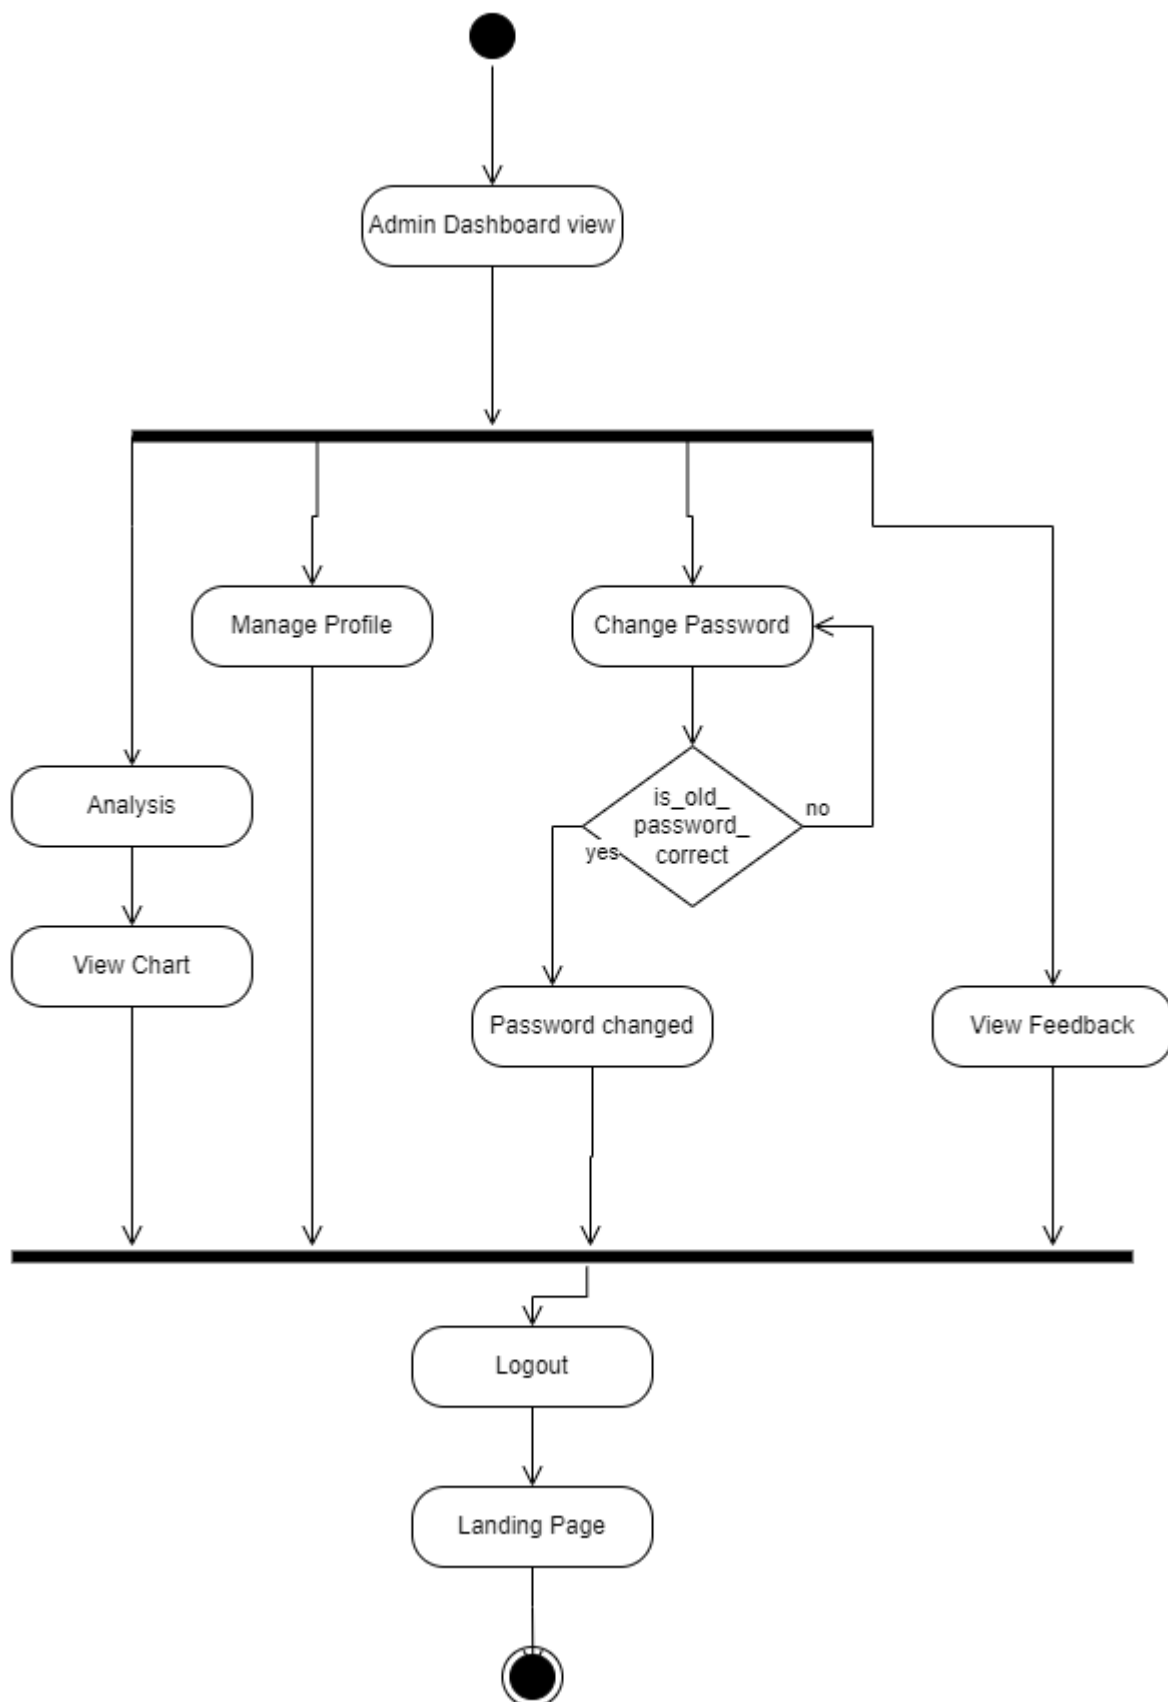 Admin Dashboard view
Manage Profile
Change Password
Analysis
is_old_
password_
correct
no
yes
View Chart
Password changed
View Feedback
Logout
Landing Page